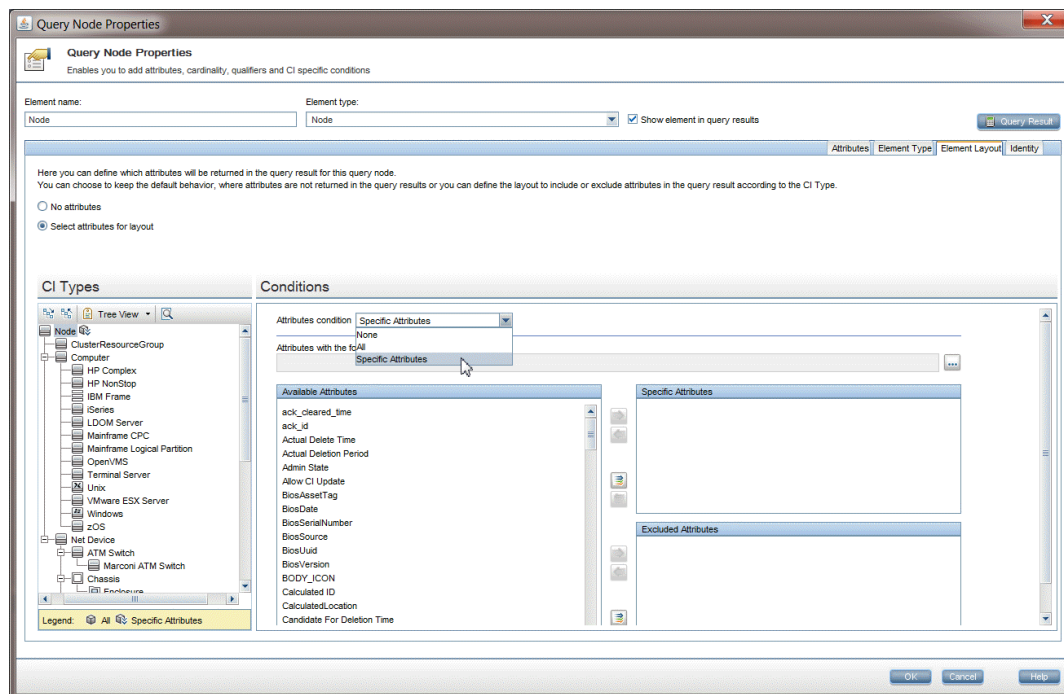 Query Node Properties
Query Node Properties
Enables you to add attributes, cardinality, qualifiers and CI specific conditions
Element name:
Element type:
Node
Node
Show element in query results
Query Result
Attributes
Element Type
Element Layout
Identity
Here you can define which attributes will be returned in the query result for this query node.
You can choose to keep the default behavior, where attributes are not returned in the query results or you can define the layout to include or exclude attributes in the query result according to the CI Type.
No attributes
Select attributes for layout
CI Types
Tree View
Node
ClusterResourceGroup
Computer
HP Complex
HP NonStop
IBM Frame
iSeries
LDOM Server
Mainframe CPC
Mainframe Logical Partition
OpenVMS
Terminal Server
Unix
VMware ESX Server
Windows
zOS
Net Device
ATM Switch
Marconi ATM Switch
Chassis
Enclosure
Legend: All Specific Attributes
Conditions
Attributes condition Specific Attributes
None
All
Specific Attributes
Attributes with the fo
...
Available Attributes
ack_cleared_time
ack_id
Actual Delete Time
Actual Deletion Period
Admin State
Allow CI Update
BiosAssetTag
BiosDate
BiosSerialNumber
BiosSource
BiosUuid
BiosVersion
BODY_ICON
Calculated ID
CalculatedLocation
Candidate For Deletion Time
Specific Attributes
Excluded Attributes
OK
Cancel
Help